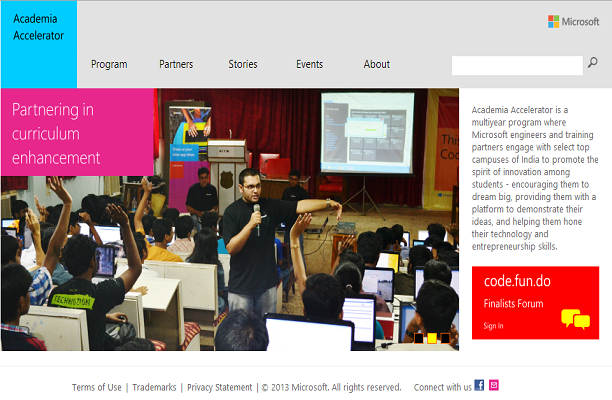 Academia
Accelerator
Microsoft
Program Partners Stories Events About
Partnering in
curriculum
enhancement
Academia Accelerator is a
multiyear program where
Microsoft engineers and training
partners engage with select top
campuses of India to promote the
spirit of innovation among
students - encouraging them to
dream big, providing them with a
platform to demonstrate their
ideas, and helping them hone
their technology and
entrepreneurship skills.
This
Co
TECHNOTION
code.fun.do
Finalists Forum
Sign In
Terms of Use | Trademarks | Privacy Statement | © 2013 Microsoft. All rights reserved. Connect with us